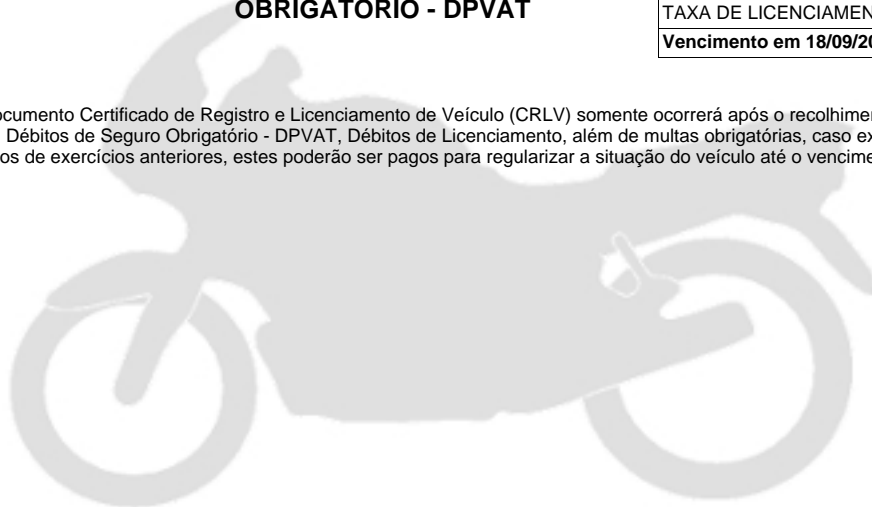 OBRIGATÓRIO - DPVAT
TAXA DE LICENCIAMEN
Vencimento em 18/09/20
ocumento Certificado de Registro e Licenciamento de Veículo (CRLV) somente ocorrerá após o recolhimen
Débitos de Seguro Obrigatório - DPVAT, Débitos de Licenciamento, além de multas obrigatórias, caso ex
os de exercícios anteriores, estes poderão ser pagos para regularizar a situação do veículo até o vencime